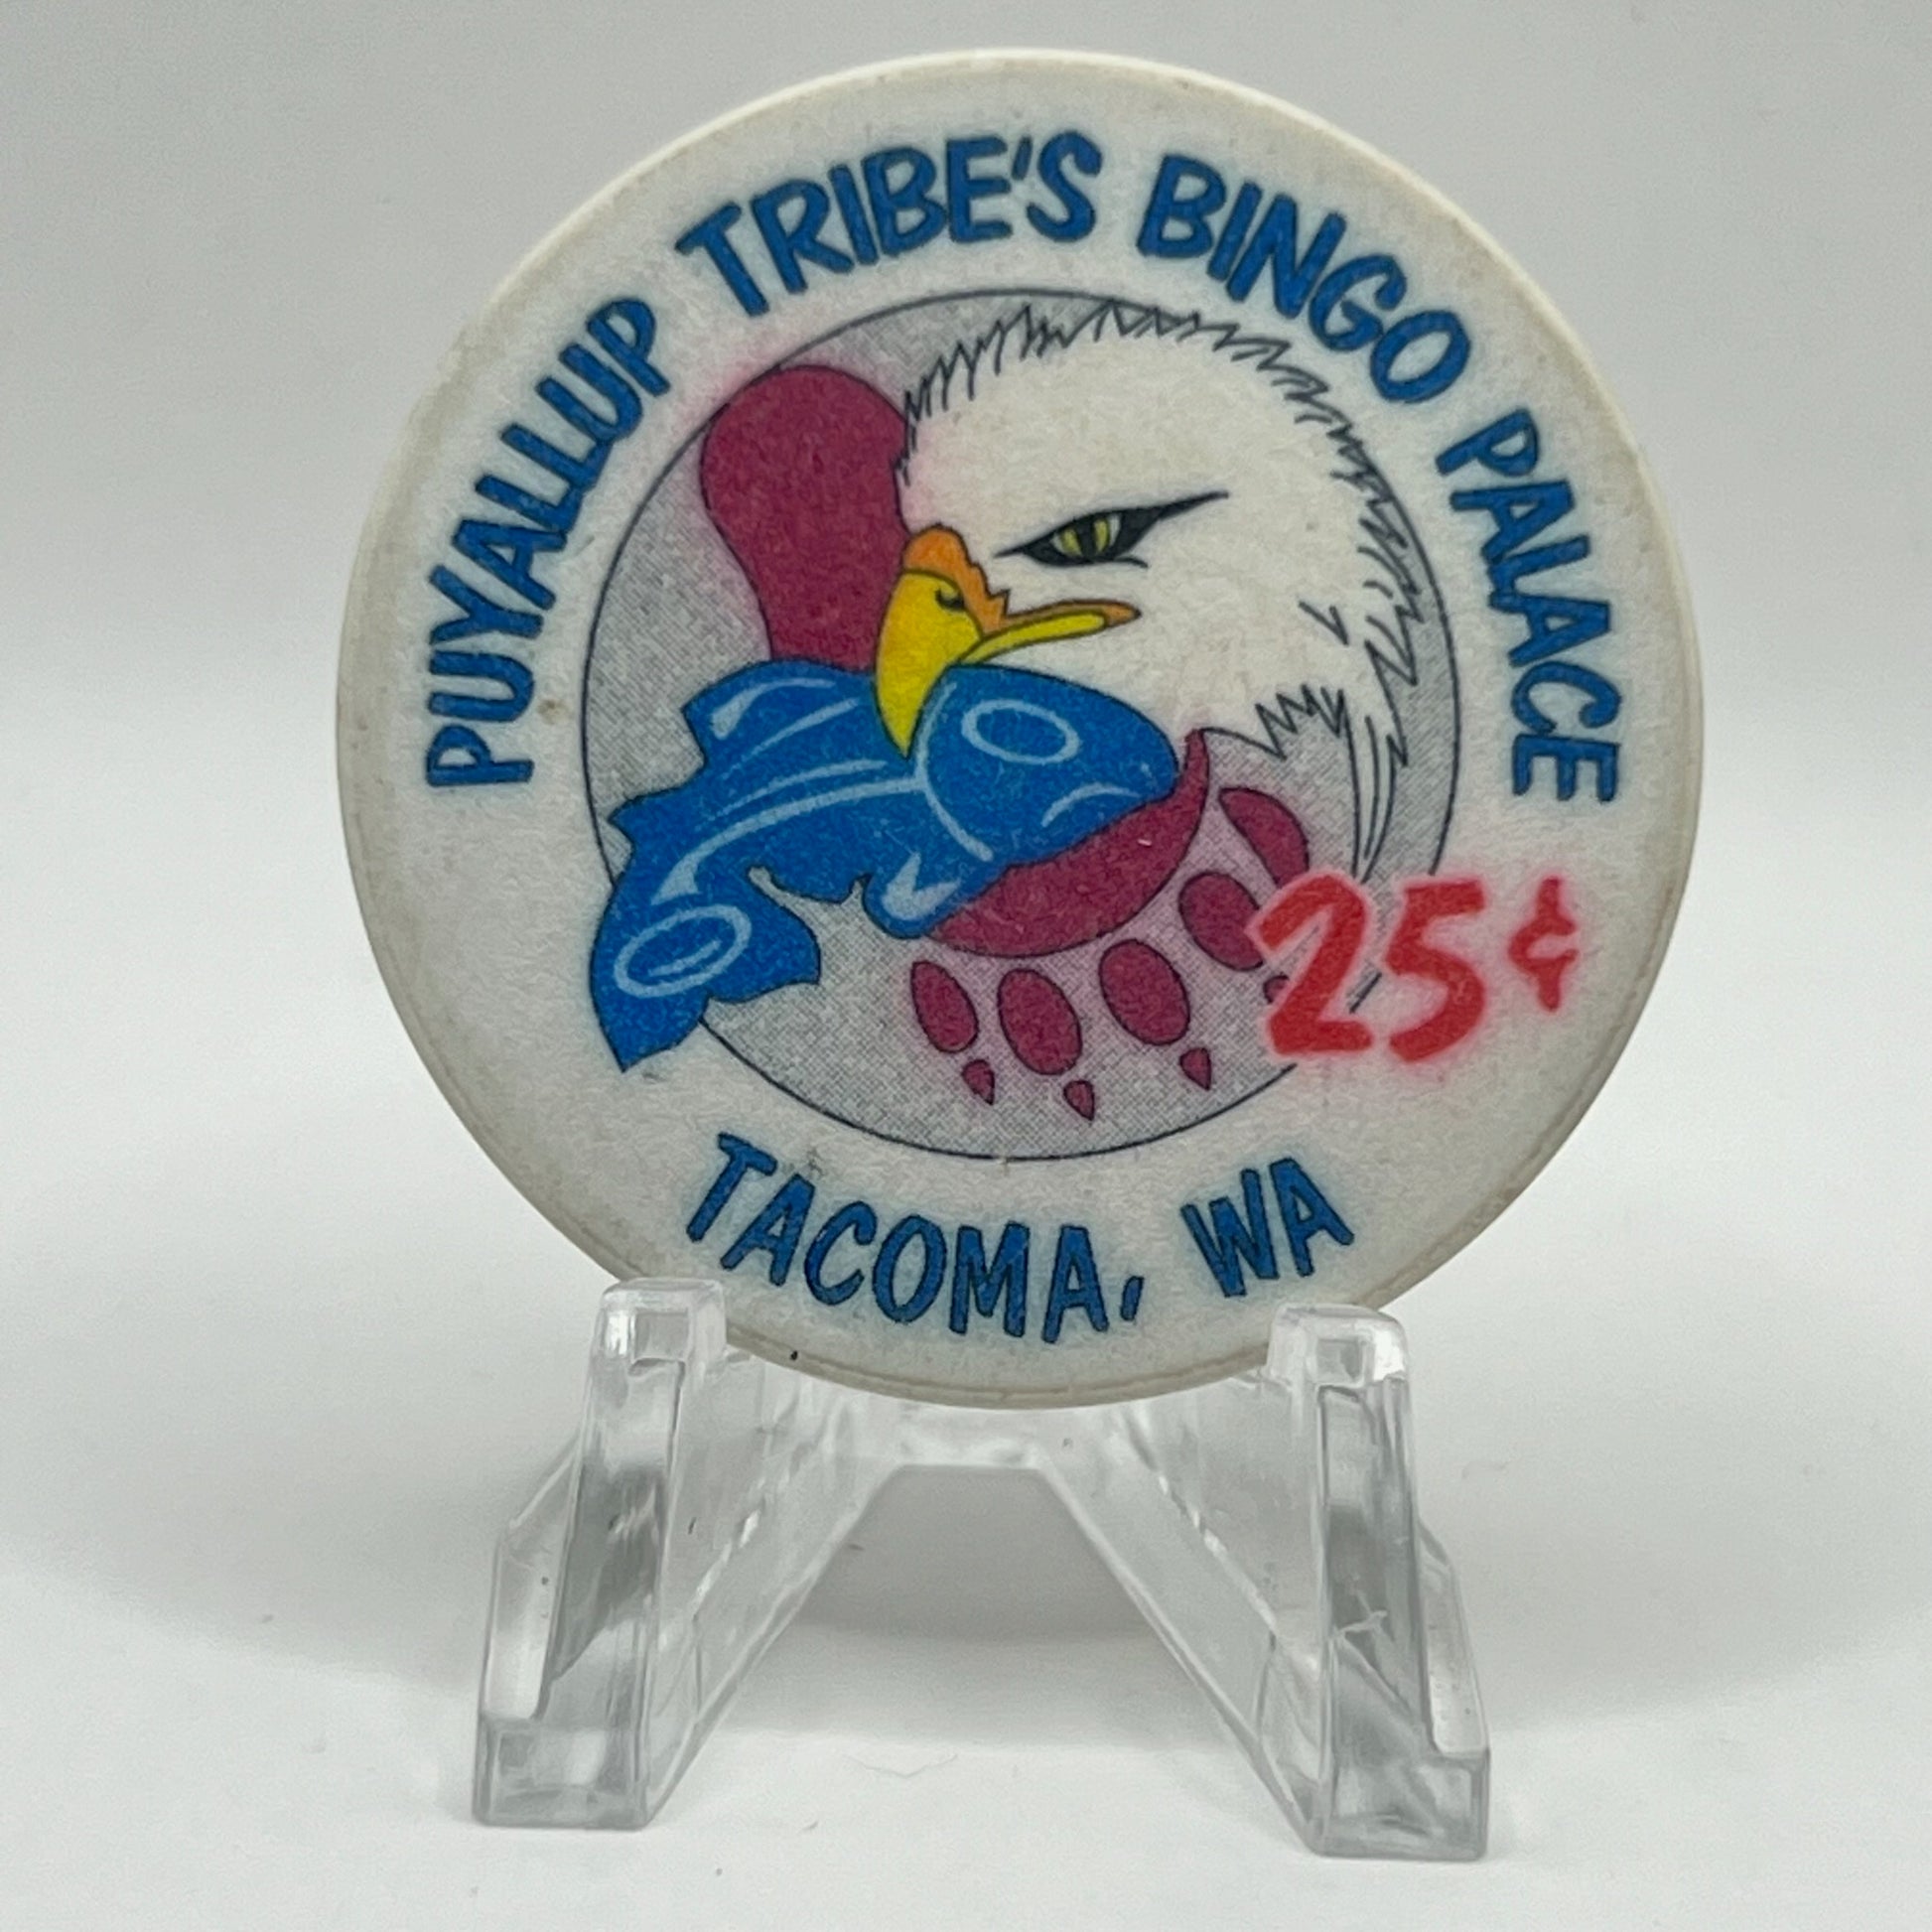 PUYALLUP TRIBE'S BINGO PALACE
25¢
TACOMA, WA